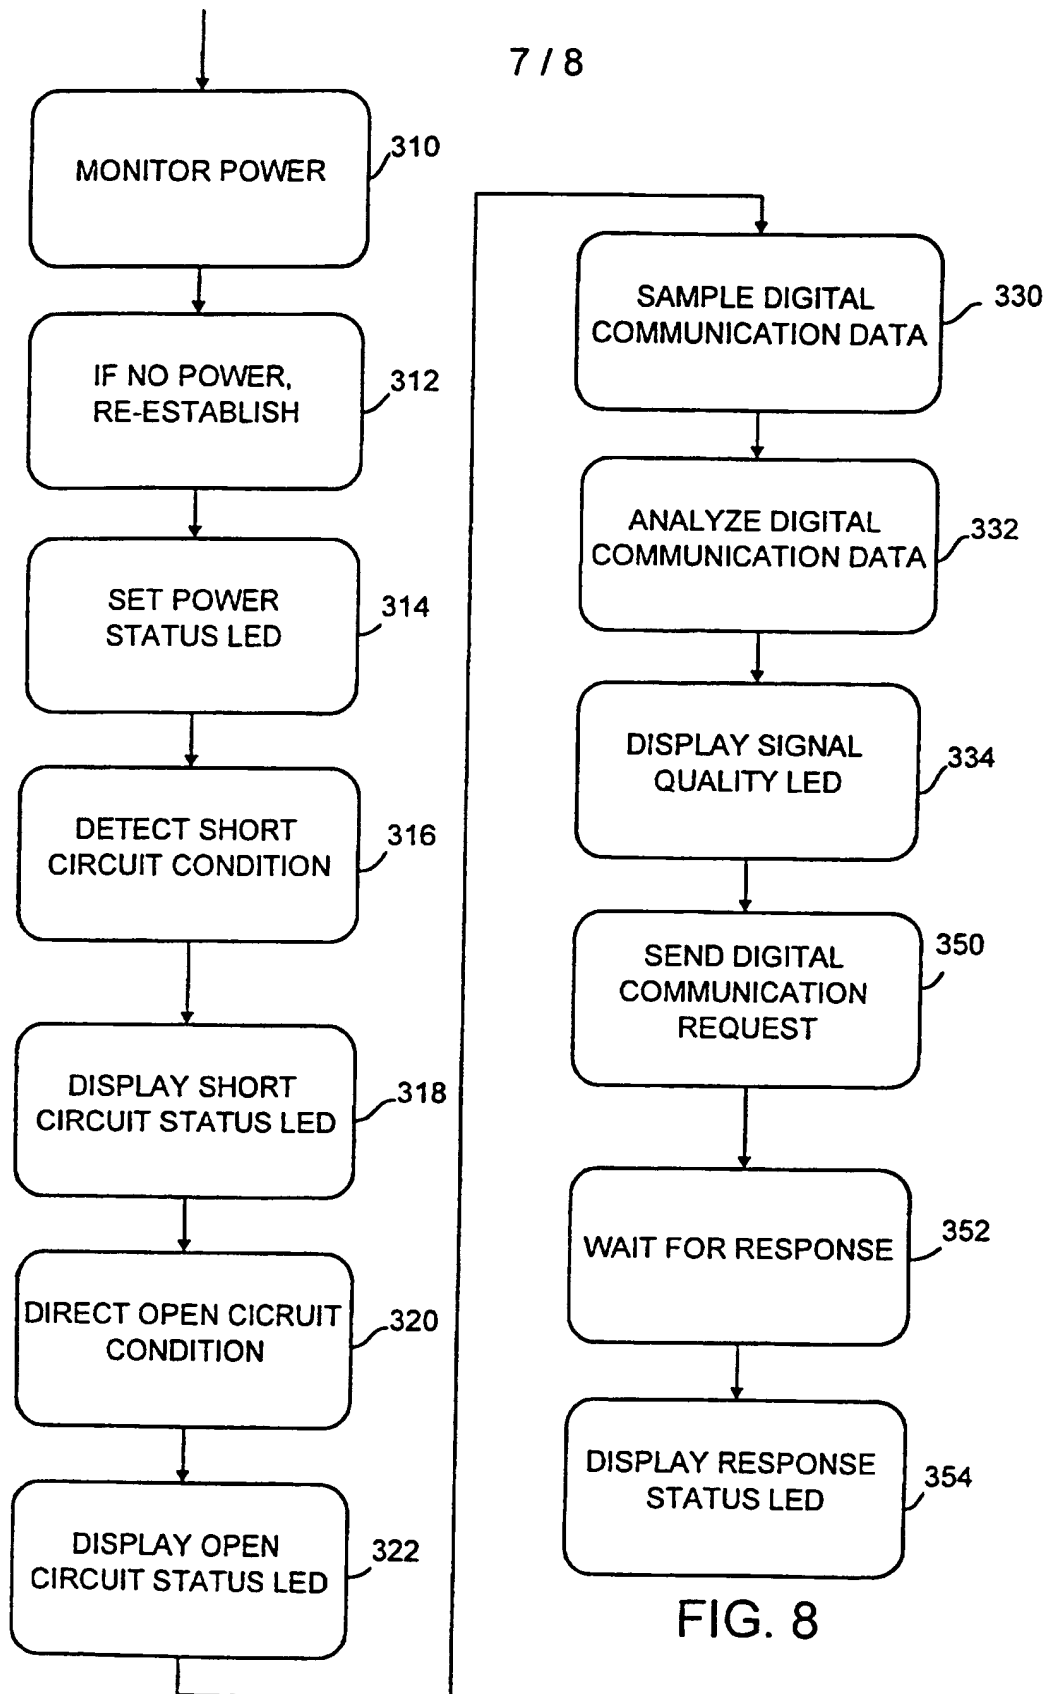 7 / 8
MONITOR POWER
310
IF NO POWER,
RE-ESTABLISH
312
SET POWER
STATUS LED
314
DETECT SHORT
CIRCUIT CONDITION
316
DISPLAY SHORT
CIRCUIT STATUS LED
318
DIRECT OPEN CICRUIT
CONDITION
320
DISPLAY OPEN
CIRCUIT STATUS LED
322
SAMPLE DIGITAL
COMMUNICATION DATA
330
ANALYZE DIGITAL
COMMUNICATION DATA
332
DISPLAY SIGNAL
QUALITY LED
334
SEND DIGITAL
COMMUNICATION
REQUEST
350
WAIT FOR RESPONSE
352
DISPLAY RESPONSE
STATUS LED
354
FIG. 8